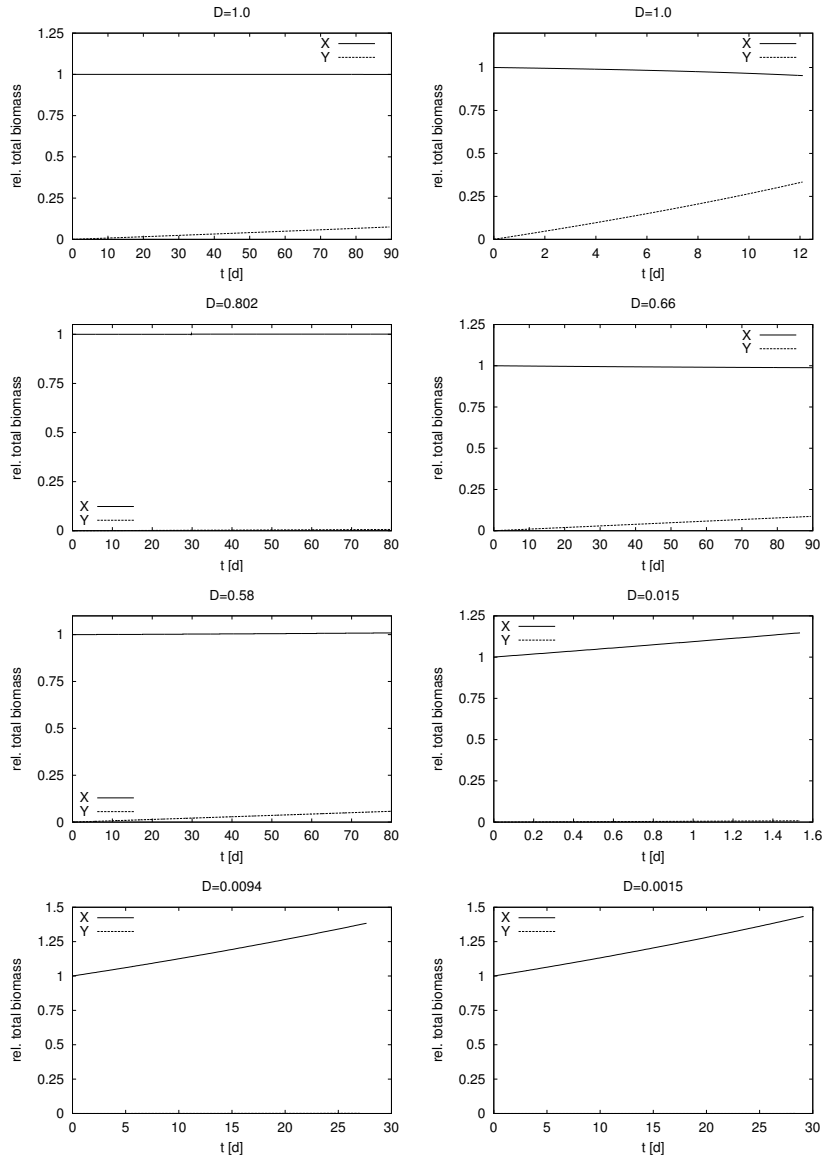 D=1.0
rel. total biomass
1.25
1
0.75
0.5
0.25
0
0 10 20 30 40 50 60 70 80 90
t [d]
X
Y
D=1.0
rel. total biomass
1
0.75
0.5
0.25
0
0 2 4 6 8 10 12
t [d]
X
Y
D=0.802
rel. total biomass
1
0.75
0.5
0.25
0
0 10 20 30 40 50 60 70 80
t [d]
X
Y
D=0.66
rel. total biomass
1.25
1
0.75
0.5
0.25
0
0 10 20 30 40 50 60 70 80 90
t [d]
X
Y
D=0.58
rel. total biomass
1
0.75
0.5
0.25
0
0 10 20 30 40 50 60 70 80
t [d]
X
Y
D=0.015
rel. total biomass
1.25
1
0.75
0.5
0.25
0
0 0.2 0.4 0.6 0.8 1 1.2 1.4 1.6
t [d]
X
Y
D=0.0094
rel. total biomass
1.5
1.25
1
0.75
0.5
0.25
0
0 5 10 15 20 25 30
t [d]
X
Y
D=0.0015
rel. total biomass
1.5
1.25
1
0.75
0.5
0.25
0
0 5 10 15 20 25 30
t [d]
X
Y